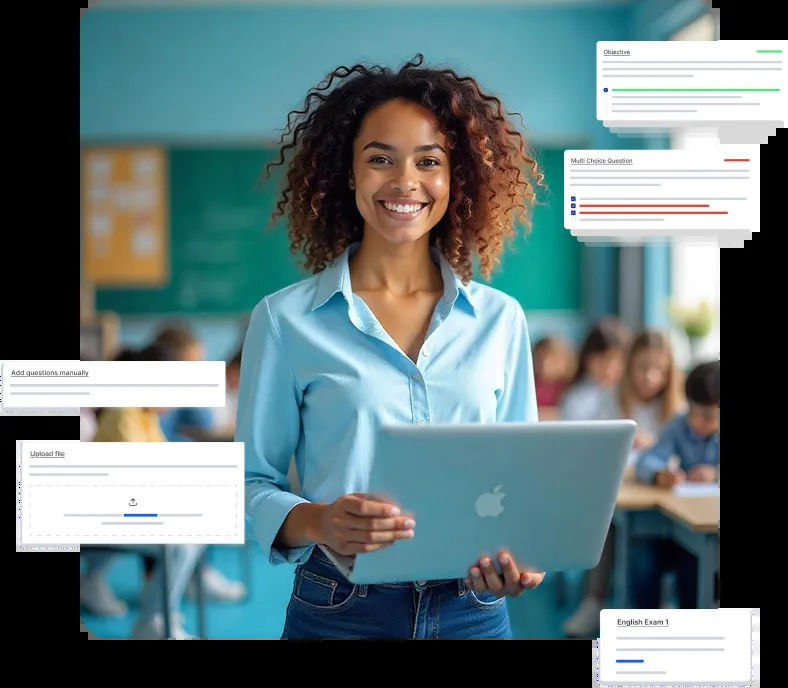 Objective
Multi Choice Question
Add questions manually
Upload file
English Exam 1